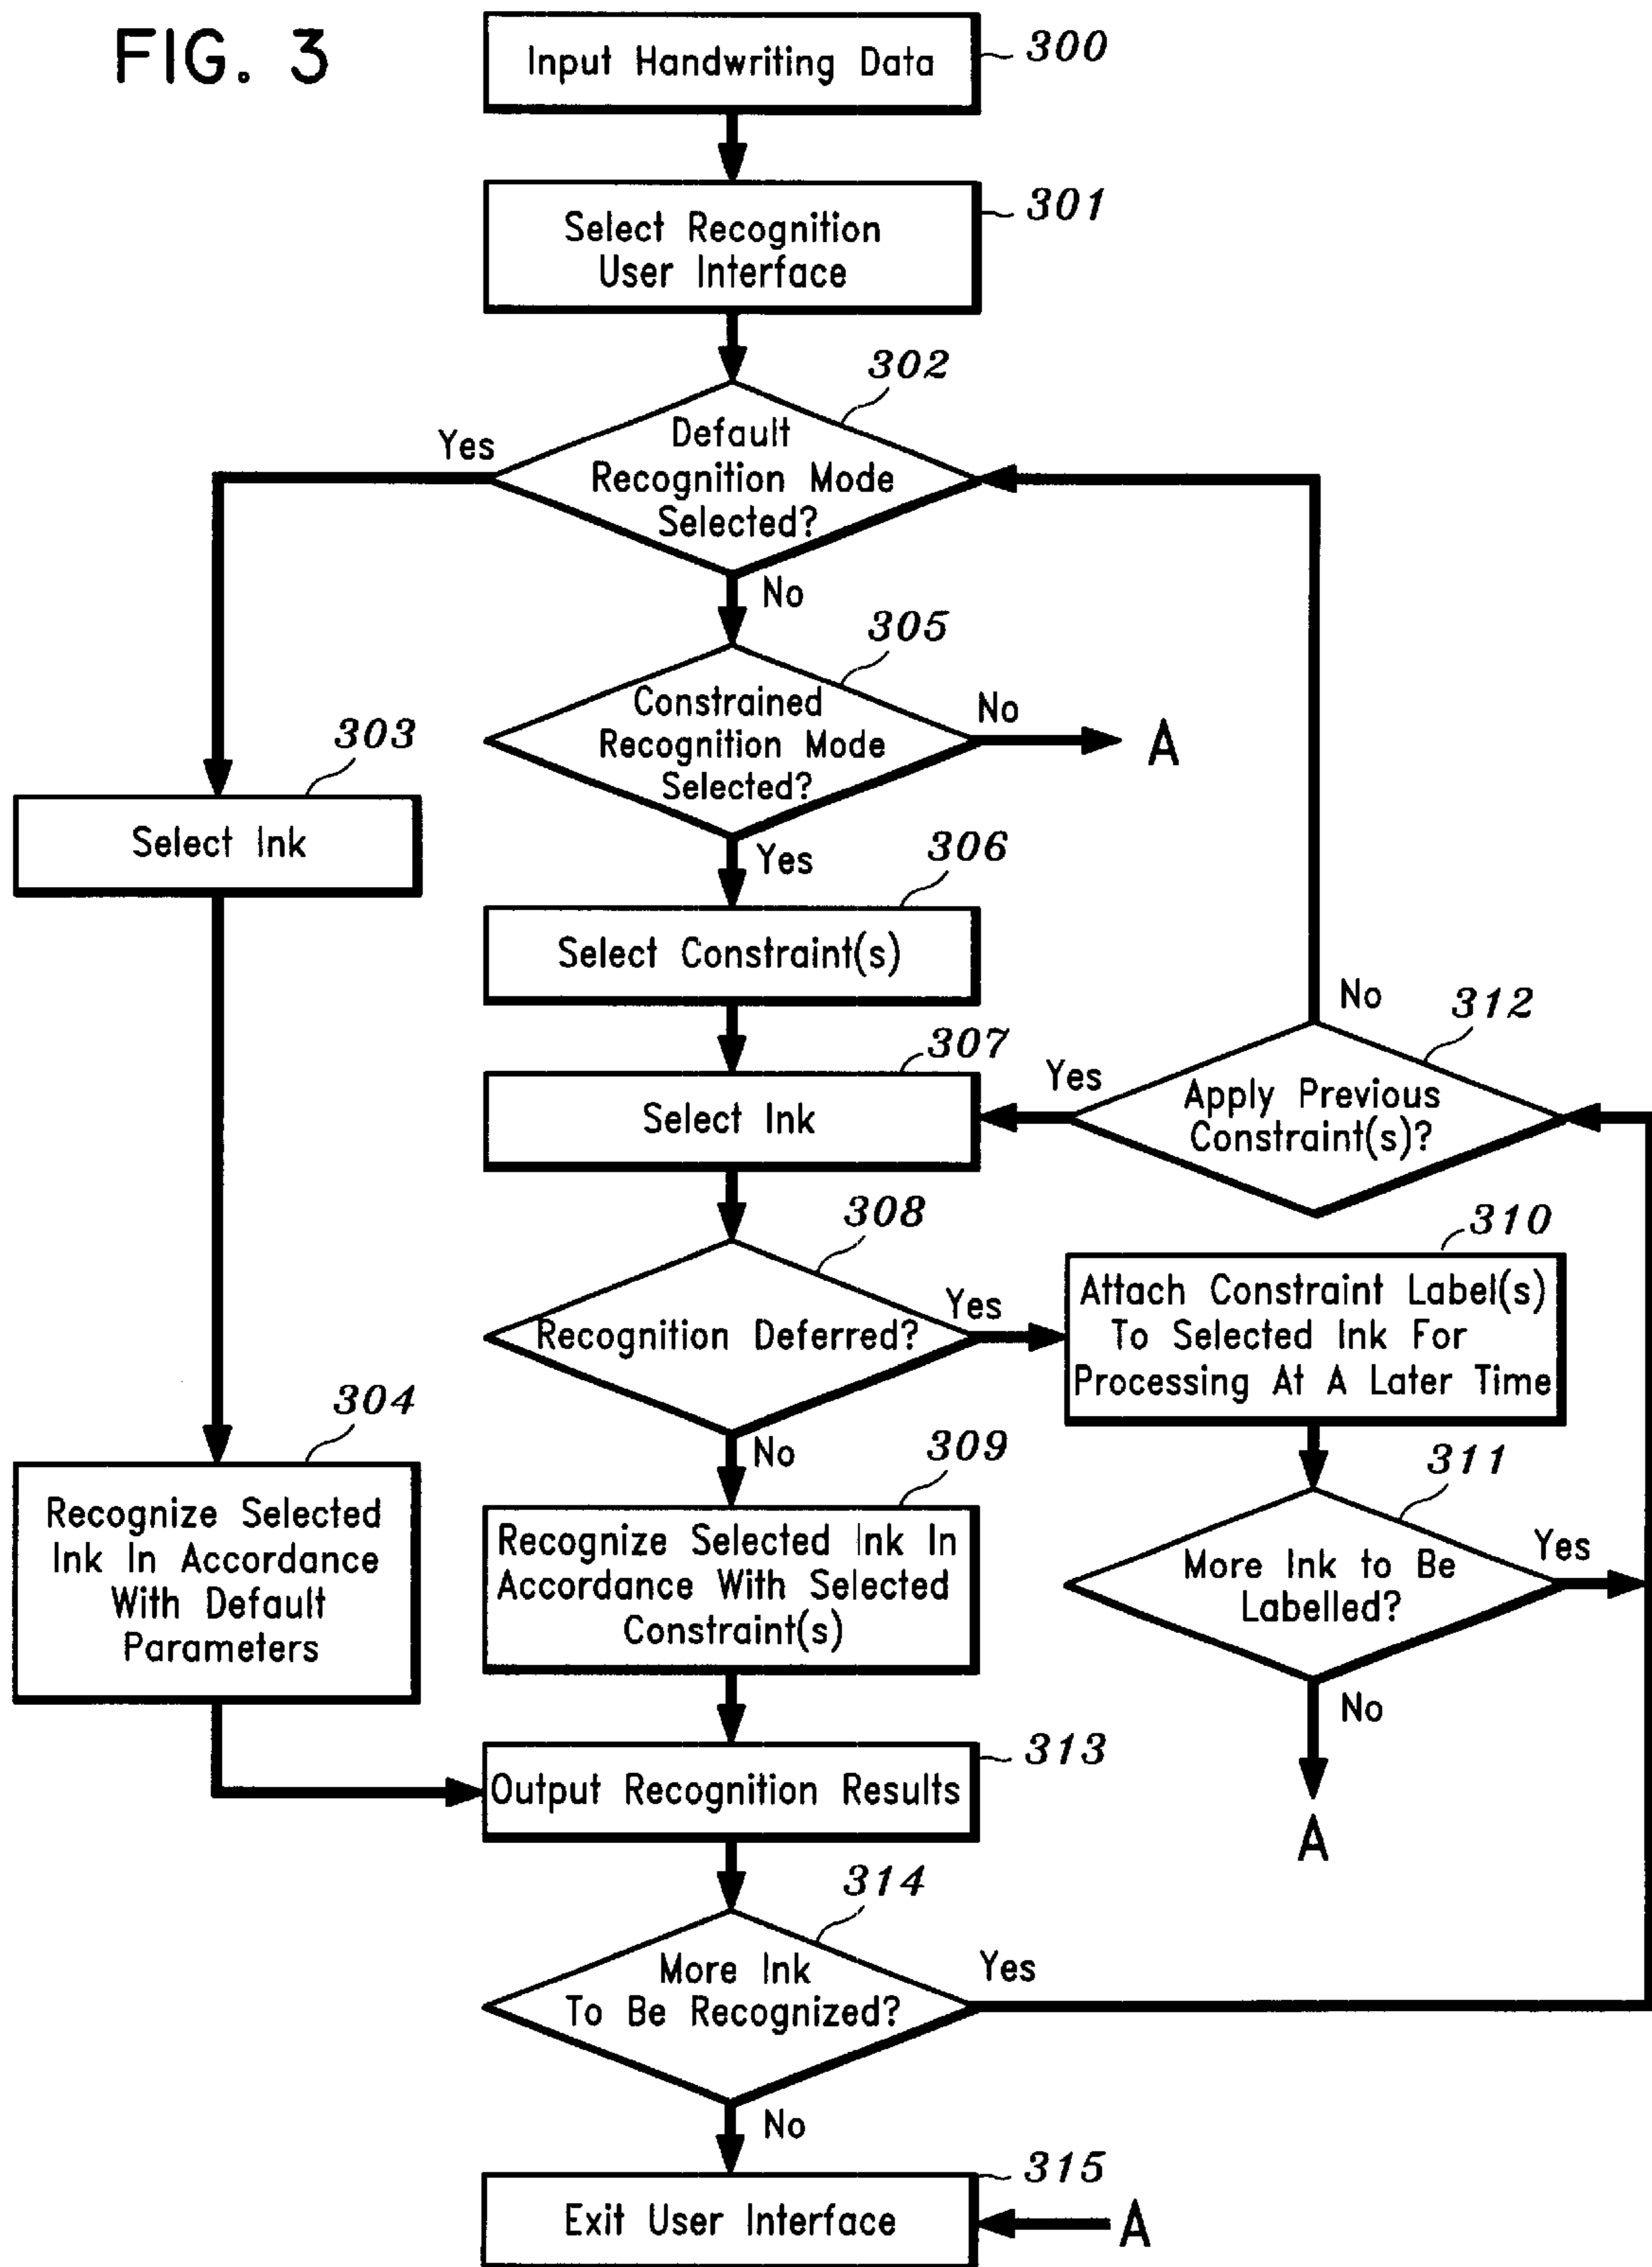 FIG. 3
Input Handwriting Data
300
Select Recognition
User Interface
301
302
Default
Recognition Mode
Selected?
Yes
No
305
Constrained
Recognition Mode
Selected?
No
A
Yes
303
Select Ink
306
Select Constraint(s)
307
Select Ink
312
Apply Previous
Constraint(s)?
No
Yes
308
Recognition Deferred?
Yes
No
310
Attach Constraint Label(s)
To Selected Ink For
Processing At A Later Time
304
Recognize Selected
Ink In Accordance
With Default
Parameters
309
Recognize Selected Ink In
Accordance With Selected
Constraint(s)
311
More Ink to Be
Labelled?
Yes
No
A
313
Output Recognition Results
314
More Ink
To Be Recognized?
Yes
No
315
Exit User Interface
A